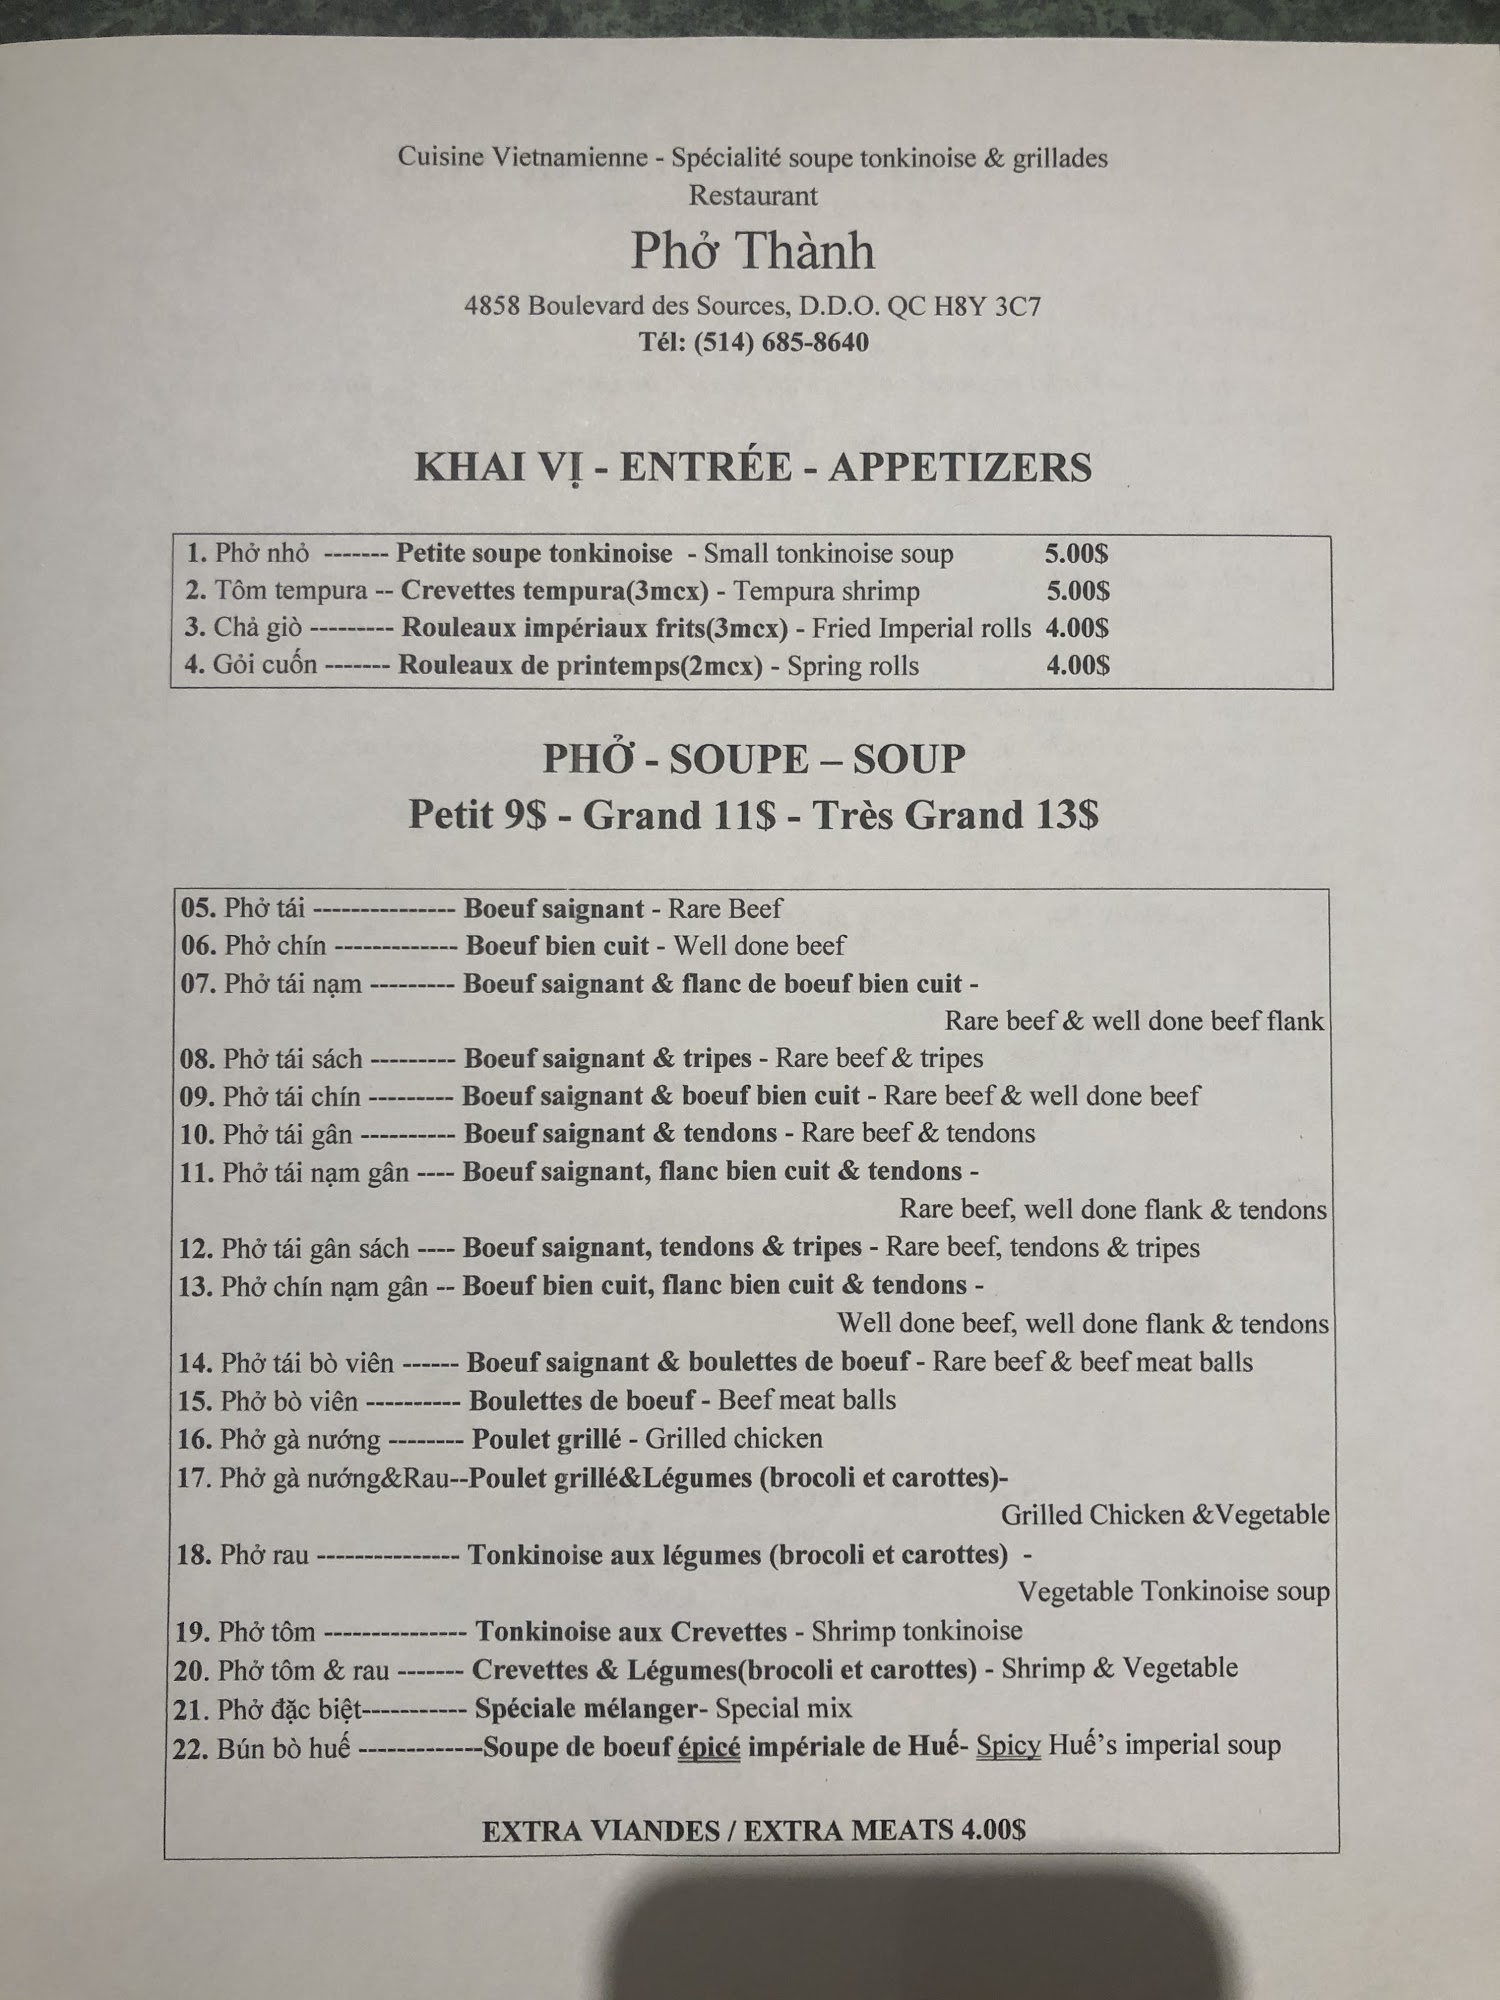 Cuisine Vietnamienne - Spécialité soupe tonkinoise & grillades
Restaurant
Phở Thành
4858 Boulevard des Sources, D.D.O. QC H8Y 3C7
Tél: (514) 685-8640
KHAI VỊ - ENTRÉE - APPETIZERS
1. Phở nhỏ ------- Petite soupe tonkinoise - Small tonkinoise soup 5.00$
2. Tôm tempura -- Crevettes tempura(3mcx) - Tempura shrimp 5.00$
3. Chả giò --------- Rouleaux impériaux frits(3mcx) - Fried Imperial rolls 4.00$
4. Gỏi cuốn ------- Rouleaux de printemps(2mcx) - Spring rolls 4.00$
PHỞ - SOUPE – SOUP
Petit 9$ - Grand 11$ - Très Grand 13$
05. Phở tái --------------- Boeuf saignant - Rare Beef
06. Phở chín ------------- Boeuf bien cuit - Well done beef
07. Phở tái nạm --------- Boeuf saignant & flanc de boeuf bien cuit -
Rare beef & well done beef flank
08. Phở tái sách --------- Boeuf saignant & tripes - Rare beef & tripes
09. Phở tái chín --------- Boeuf saignant & boeuf bien cuit - Rare beef & well done beef
10. Phở tái gân ---------- Boeuf saignant & tendons - Rare beef & tendons
11. Phở tái nạm gân ---- Boeuf saignant, flanc bien cuit & tendons -
Rare beef, well done flank & tendons
12. Phở tái gân sách ---- Boeuf saignant, tendons & tripes - Rare beef, tendons & tripes
13. Phở chín nạm gân -- Boeuf bien cuit, flanc bien cuit & tendons -
Well done beef, well done flank & tendons
14. Phở tái bò viên ------ Boeuf saignant & boulettes de boeuf - Rare beef & beef meat balls
15. Phở bò viên ---------- Boulettes de boeuf - Beef meat balls
16. Phở gà nướng -------- Poulet grillé - Grilled chicken
17. Phở gà nướng&Rau--Poulet grillé&Légumes (brocoli et carottes)-
Grilled Chicken &Vegetable
18. Phở rau --------------- Tonkinoise aux légumes (brocoli et carottes) -
Vegetable Tonkinoise soup
19. Phở tôm --------------- Tonkinoise aux Crevettes - Shrimp tonkinoise
20. Phở tôm & rau ------- Crevettes & Légumes(brocoli et carottes) - Shrimp & Vegetable
21. Phở đặc biệt----------- Spéciale mélanger- Special mix
22. Bún bò huế -------------Soupe de boeuf épicé impériale de Huế- Spicy Huế's imperial soup
EXTRA VIANDES / EXTRA MEATS 4.00$